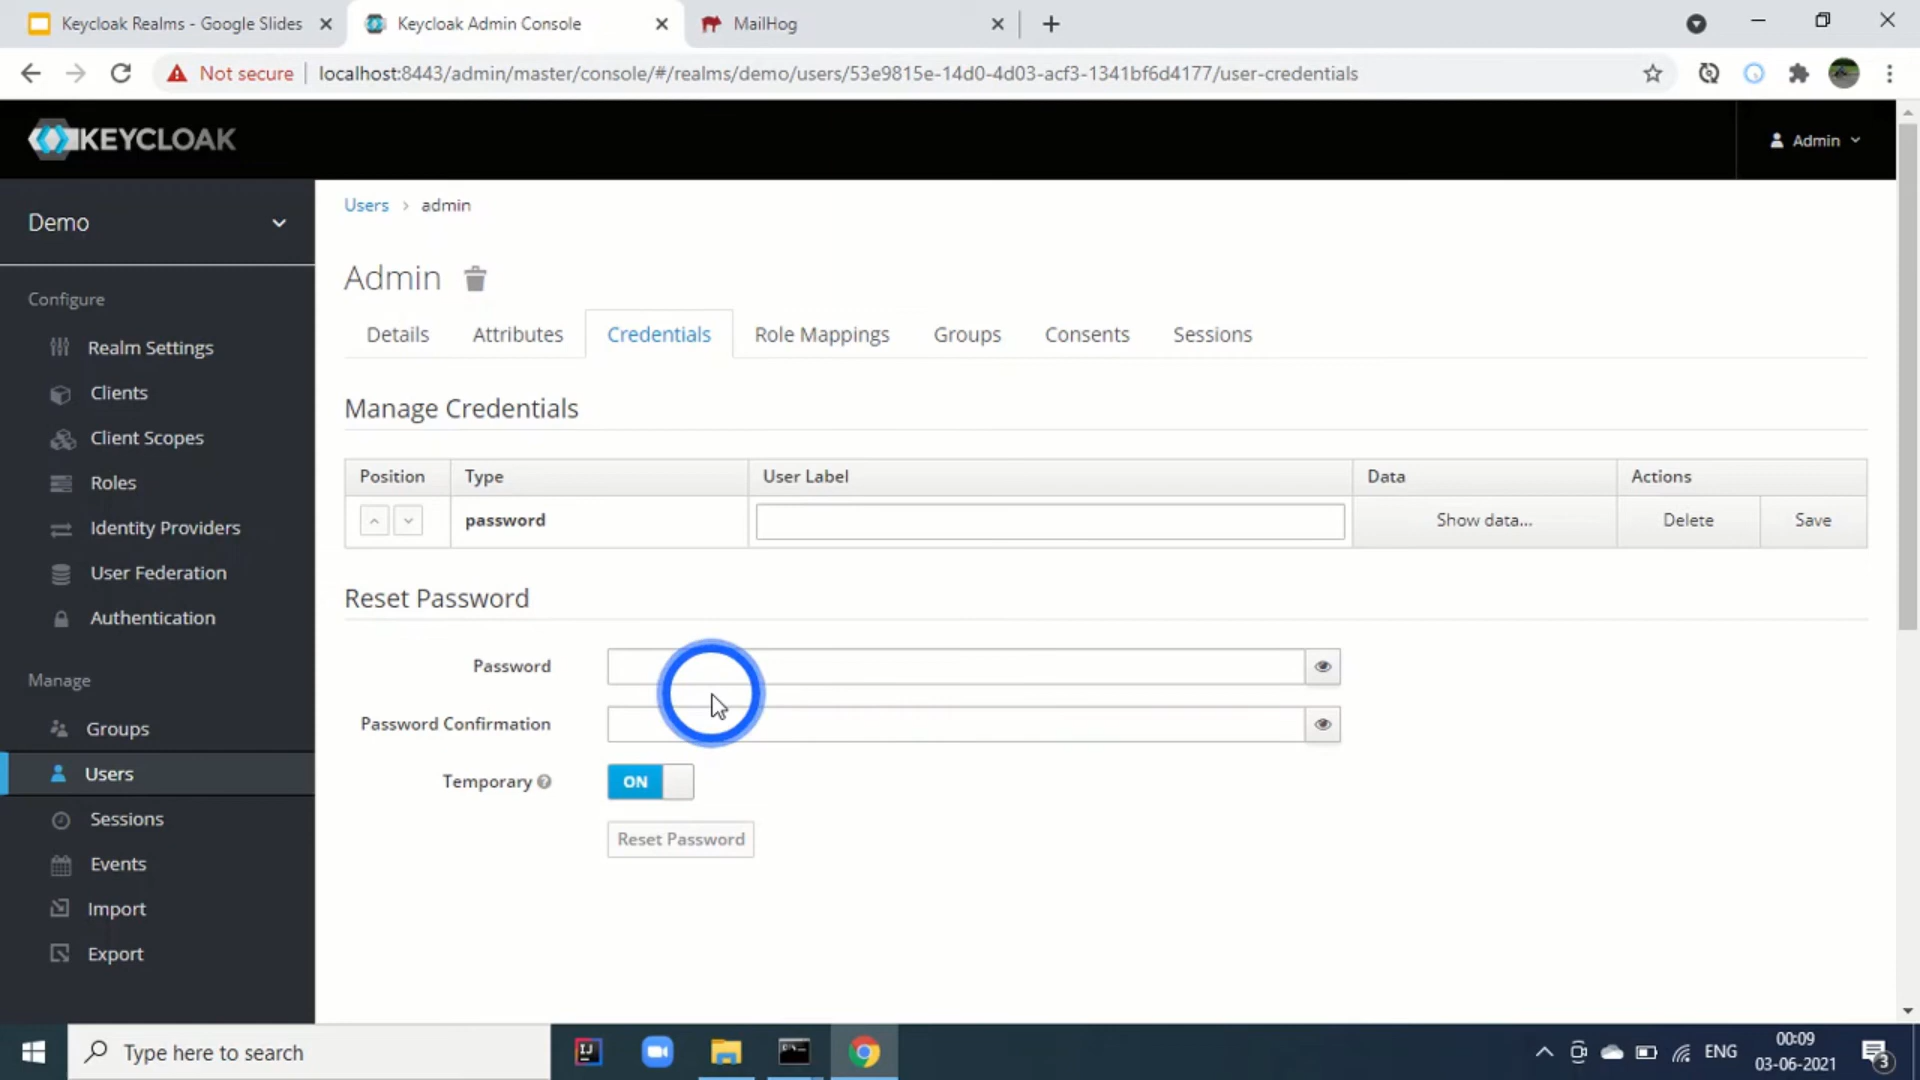 Keycloak Realms - Google Slides
Keycloak Admin Console
MailHog
Not secure
localhost:8443/admin/master/console/#/realms/demo/users/53e9815e-14d0-4d03-acf3-1341bf6d4177/user-credentials
KEYCLOAK
Admin
Demo
Configure
Realm Settings
Clients
Client Scopes
Roles
Identity Providers
User Federation
Authentication
Manage
Groups
Users
Sessions
Events
Import
Export
Users > admin
Admin
Details Attributes Credentials Role Mappings Groups Consents Sessions
Manage Credentials
Position Type User Label Data Actions
password Show data... Delete Save
Reset Password
Password
Password Confirmation
Temporary ON
Reset Password
Type here to search
ENG
00:09
03-06-2021
3